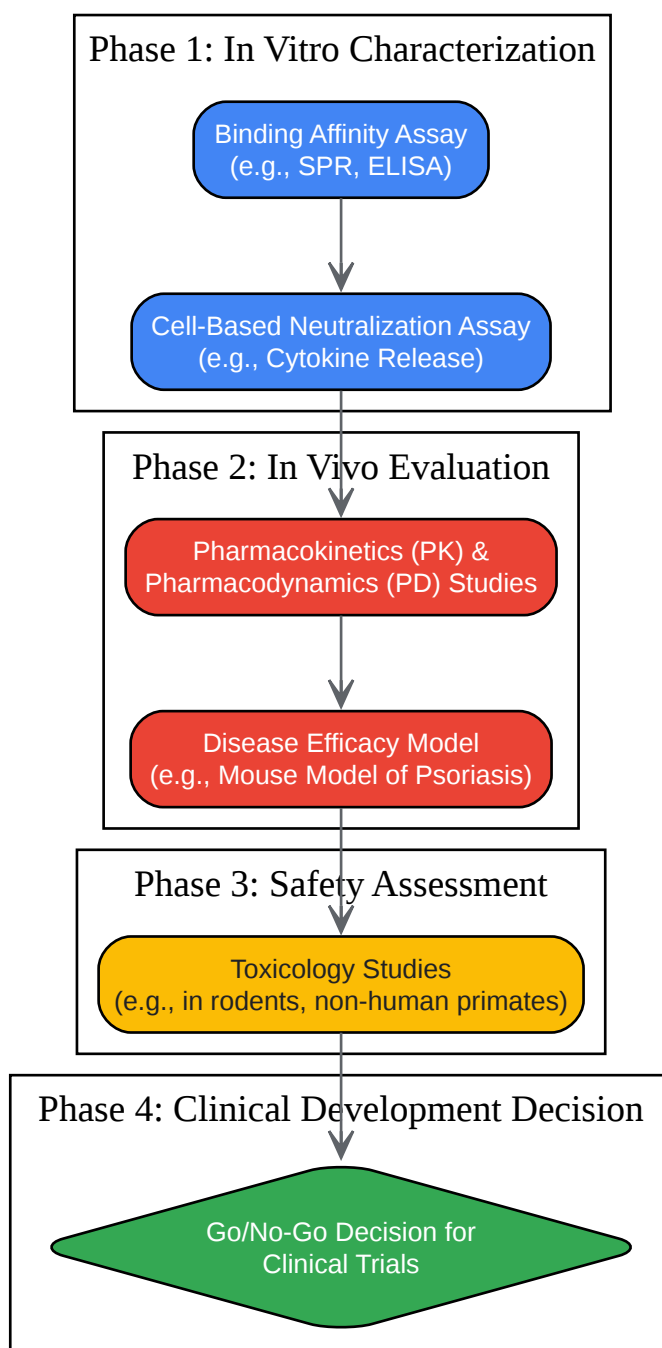 Phase 1: In Vitro Characterization
Binding Affinity Assay
(e.g., SPR, ELISA)
Cell-Based Neutralization Assay
(e.g., Cytokine Release)
Phase 2: In Vivo Evaluation
Pharmacokinetics (PK) &
Pharmacodynamics (PD) Studies
Disease Efficacy Model
(e.g., Mouse Model of Psoriasis)
Phase 3: Safety Assessment
Toxicology Studies
(e.g., in rodents, non-human primates)
Phase 4: Clinical Development Decision
Go/No-Go Decision for
Clinical Trials